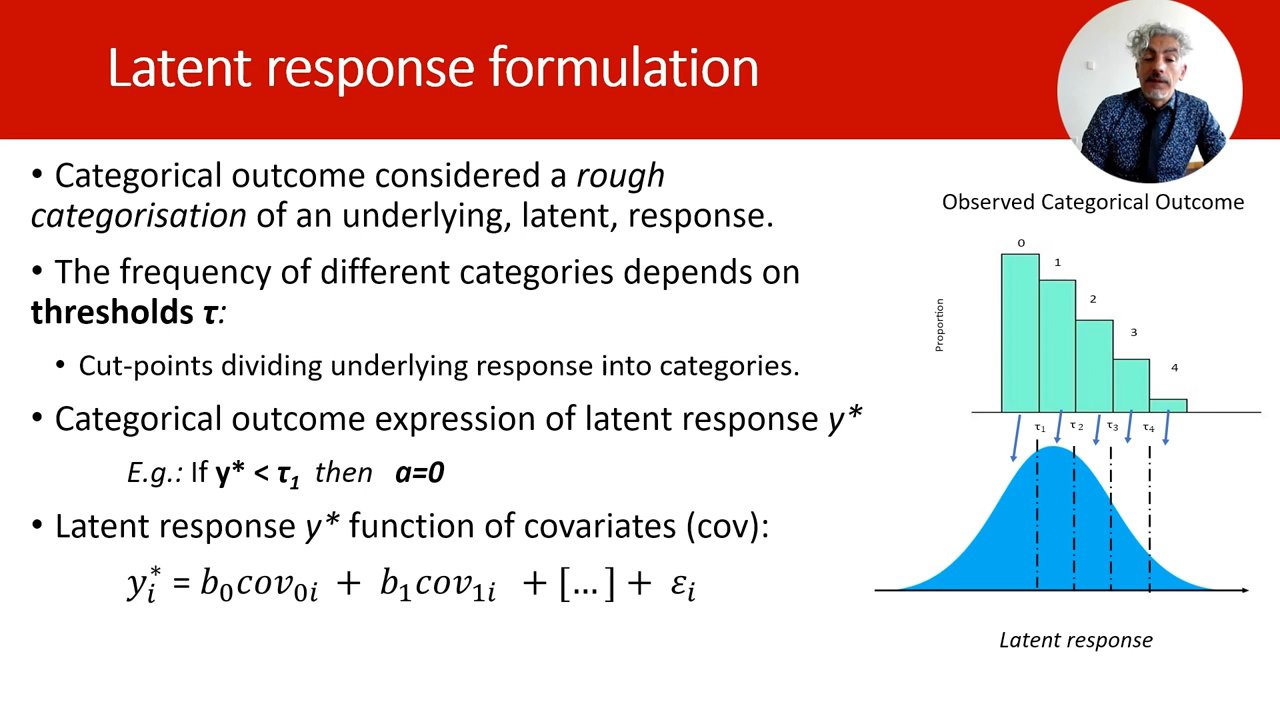 Latent response formulation
• Categorical outcome considered a rough
categorisation of an underlying, latent, response.
• The frequency of different categories depends on
thresholds τ:
• Cut-points dividing underlying response into categories.
• Categorical outcome expression of latent response y*
E.g.: If y* < τ₁ then a=0
• Latent response y* function of covariates (cov):
yᵢ* = b₀cov₀ᵢ + b₁cov₁ᵢ + [...] + εᵢ
Observed Categorical Outcome
0
1
2
3
4
Proportion
τ₁ τ₂ τ₃ τ₄
Latent response